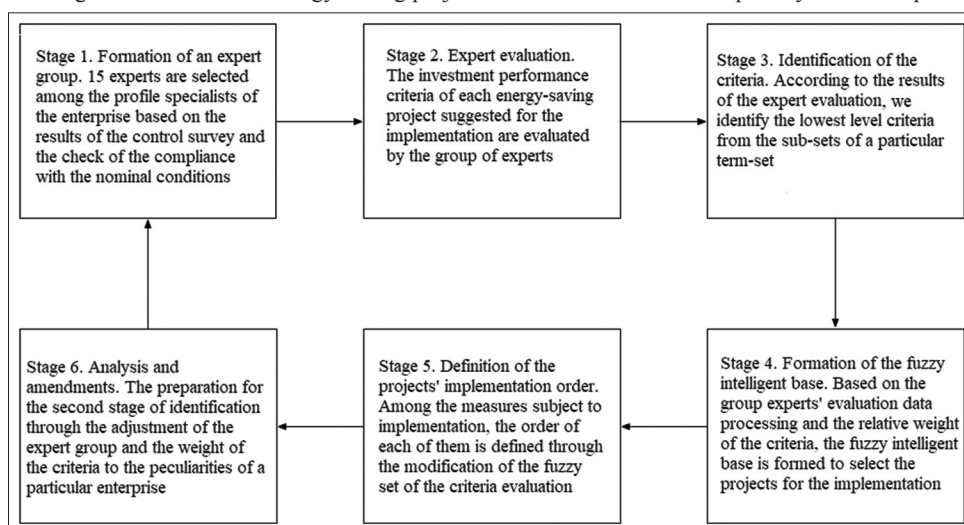 Stage 1. Formation of an expert
group. 15 experts are selected
among the profile specialists of
the enterprise based on the
results of the control survey and
the check of the compliance
with the nominal conditions
Stage 2. Expert evaluation.
The investment performance
criteria of each energy-saving
project suggested for the
implementation are evaluated
by the group of experts
Stage 3. Identification of the
criteria. According to the results
of the expert evaluation, we
identify the lowest level criteria
from the sub-sets of a particular
term-set
Stage 4. Formation of the fuzzy
intelligent base. Based on the
group experts' evaluation data
processing and the relative weight
of the criteria, the fuzzy intelligent
base is formed to select the
projects for the implementation
Stage 5. Definition of the
projects' implementation order.
Among the measures subject to
implementation, the order of
each of them is defined through
the modification of the fuzzy
set of the criteria evaluation
Stage 6. Analysis and
amendments. The preparation for
the second stage of identification
through the adjustment of the
expert group and the weight of
the criteria to the peculiarities of a
particular enterprise